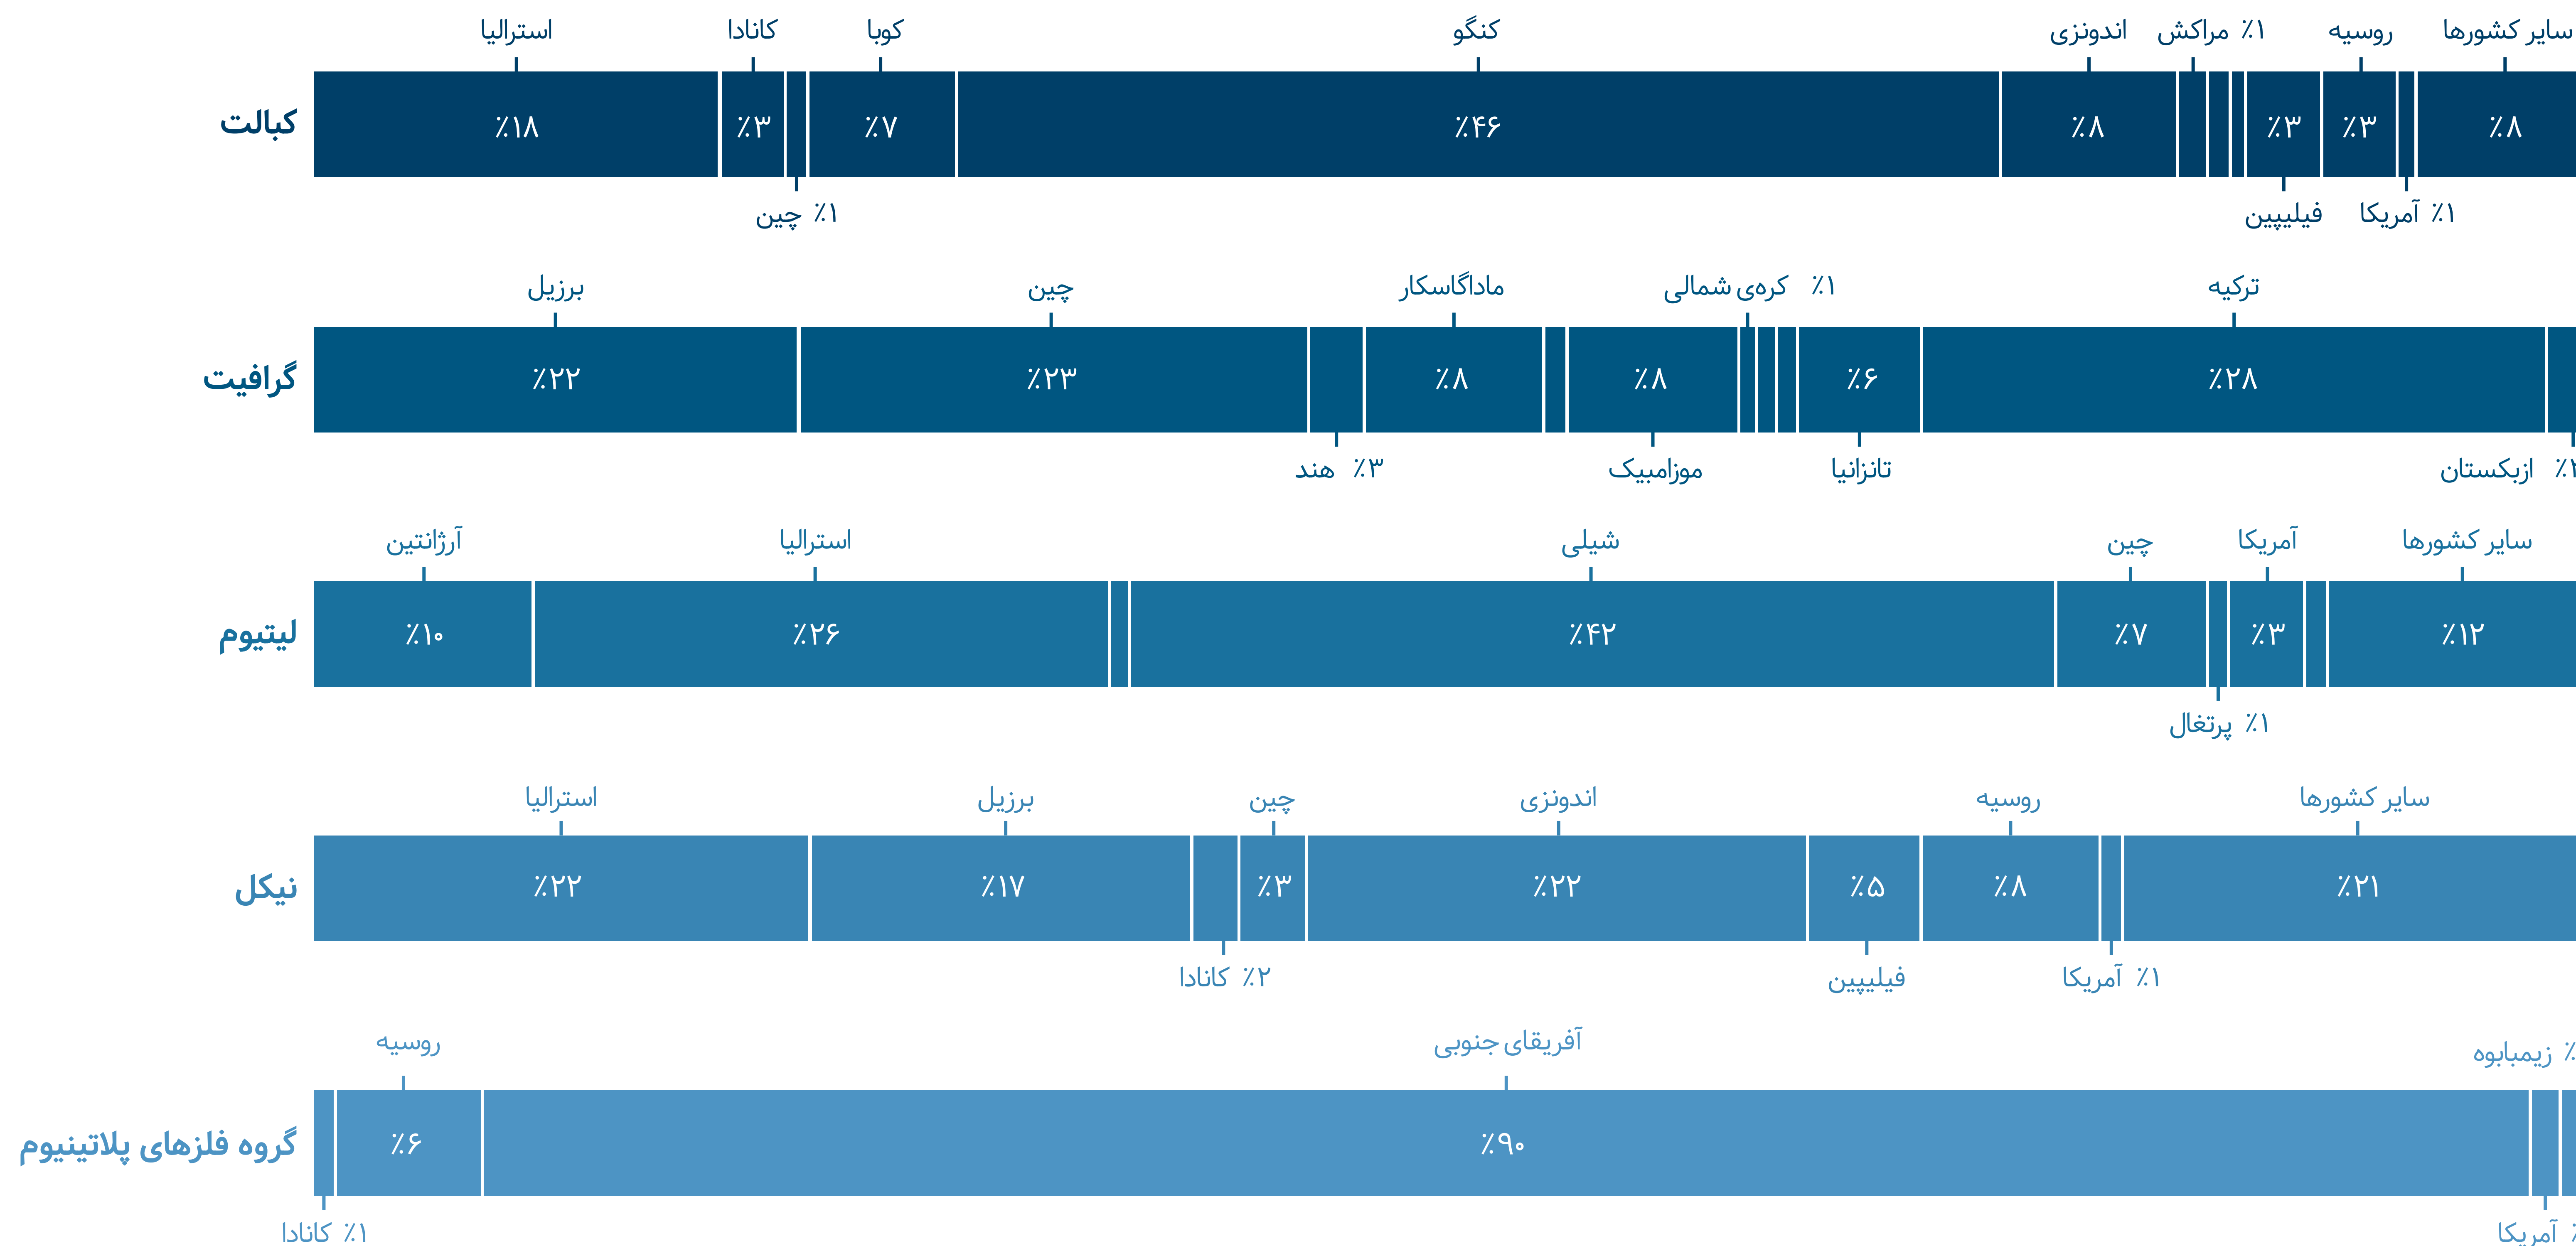 استرالیا کانادا کوبا کنگو اندونزی مراکش ٪۱ روسیه سایر کشورها
کبالت ٪۱۸ ٪۳ ٪۷ ٪۴۶ ٪۸ ٪۳ ٪۳ ٪۸
چین ٪۱ فیلیپین آمریکا ٪۱
برزیل چین ماداگاسکار کره‌ی شمالی ٪۱ ترکیه
گرافیت ٪۲۲ ٪۲۳ ٪۸ ٪۸ ٪۶ ٪۲۸
هند ٪۳ موزامبیک تانزانیا ازبکستان
آرژانتین استرالیا شیلی چین آمریکا سایر کشورها
لیتیوم ٪۱۰ ٪۲۶ ٪۴۲ ٪۷ ٪۳ ٪۱۲
پرتغال ٪۱
استرالیا برزیل چین اندونزی روسیه سایر کشورها
نیکل ٪۲۲ ٪۱۷ ٪۳ ٪۲۲ ٪۵ ٪۸ ٪۲۱
کانادا ٪۲ فیلیپین آمریکا ٪۱
روسیه آفریقای جنوبی زیمبابوه
گروه فلزهای پلاتینیوم ٪۶ ٪۹۰
کانادا ٪۱ آمریکا